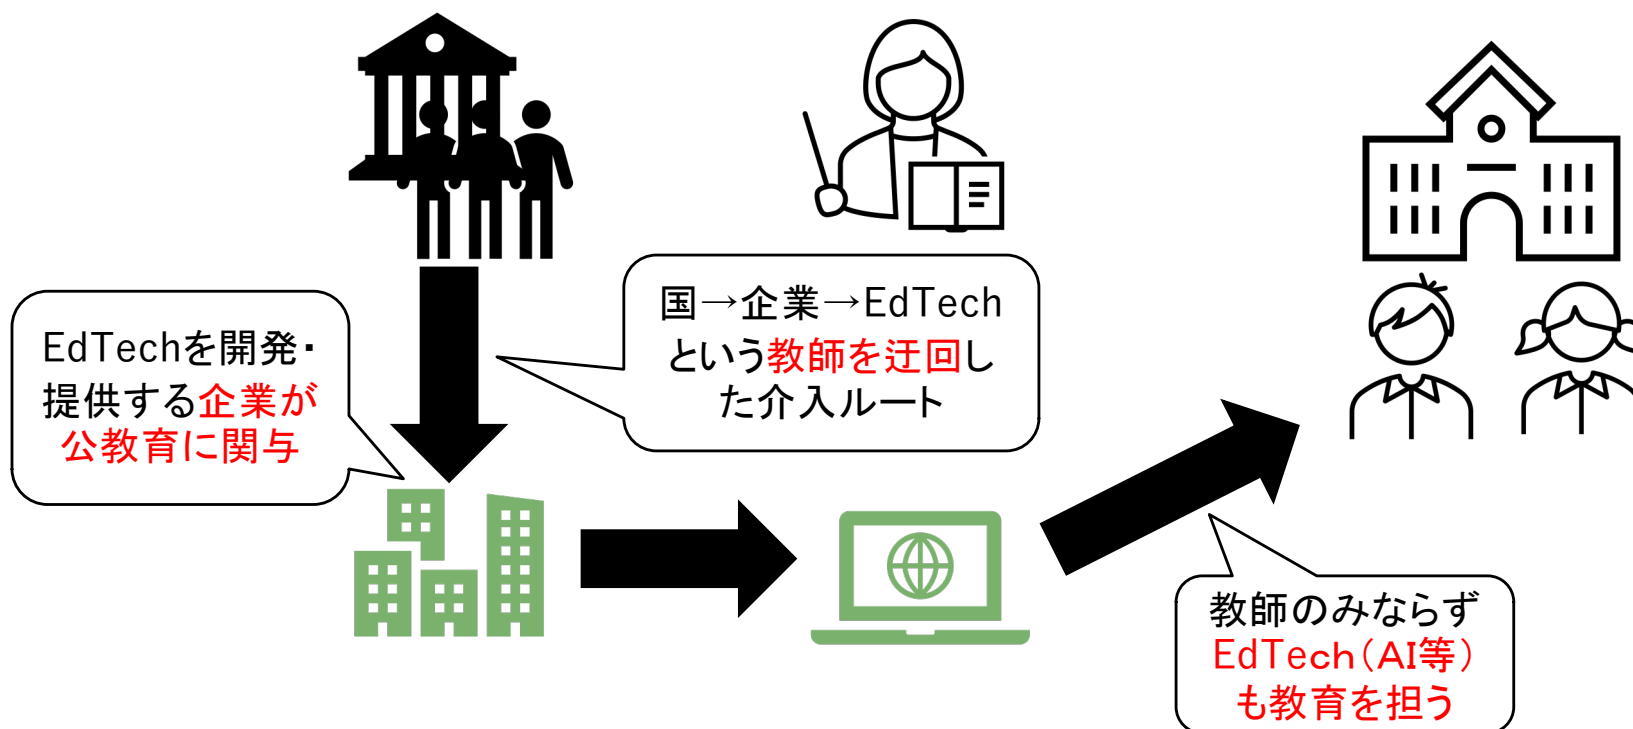 EdTechを開発・
提供する企業が
公教育に関与
国→企業→EdTech
という教師を迂回し
た介入ルート
教師のみならず
EdTech（AI等）
も教育を担う